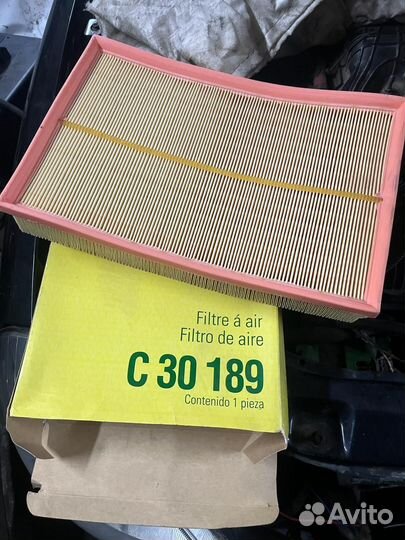 Filtre á air
Filtro de aire
C 30 189
Contenido 1 pieza
Avito